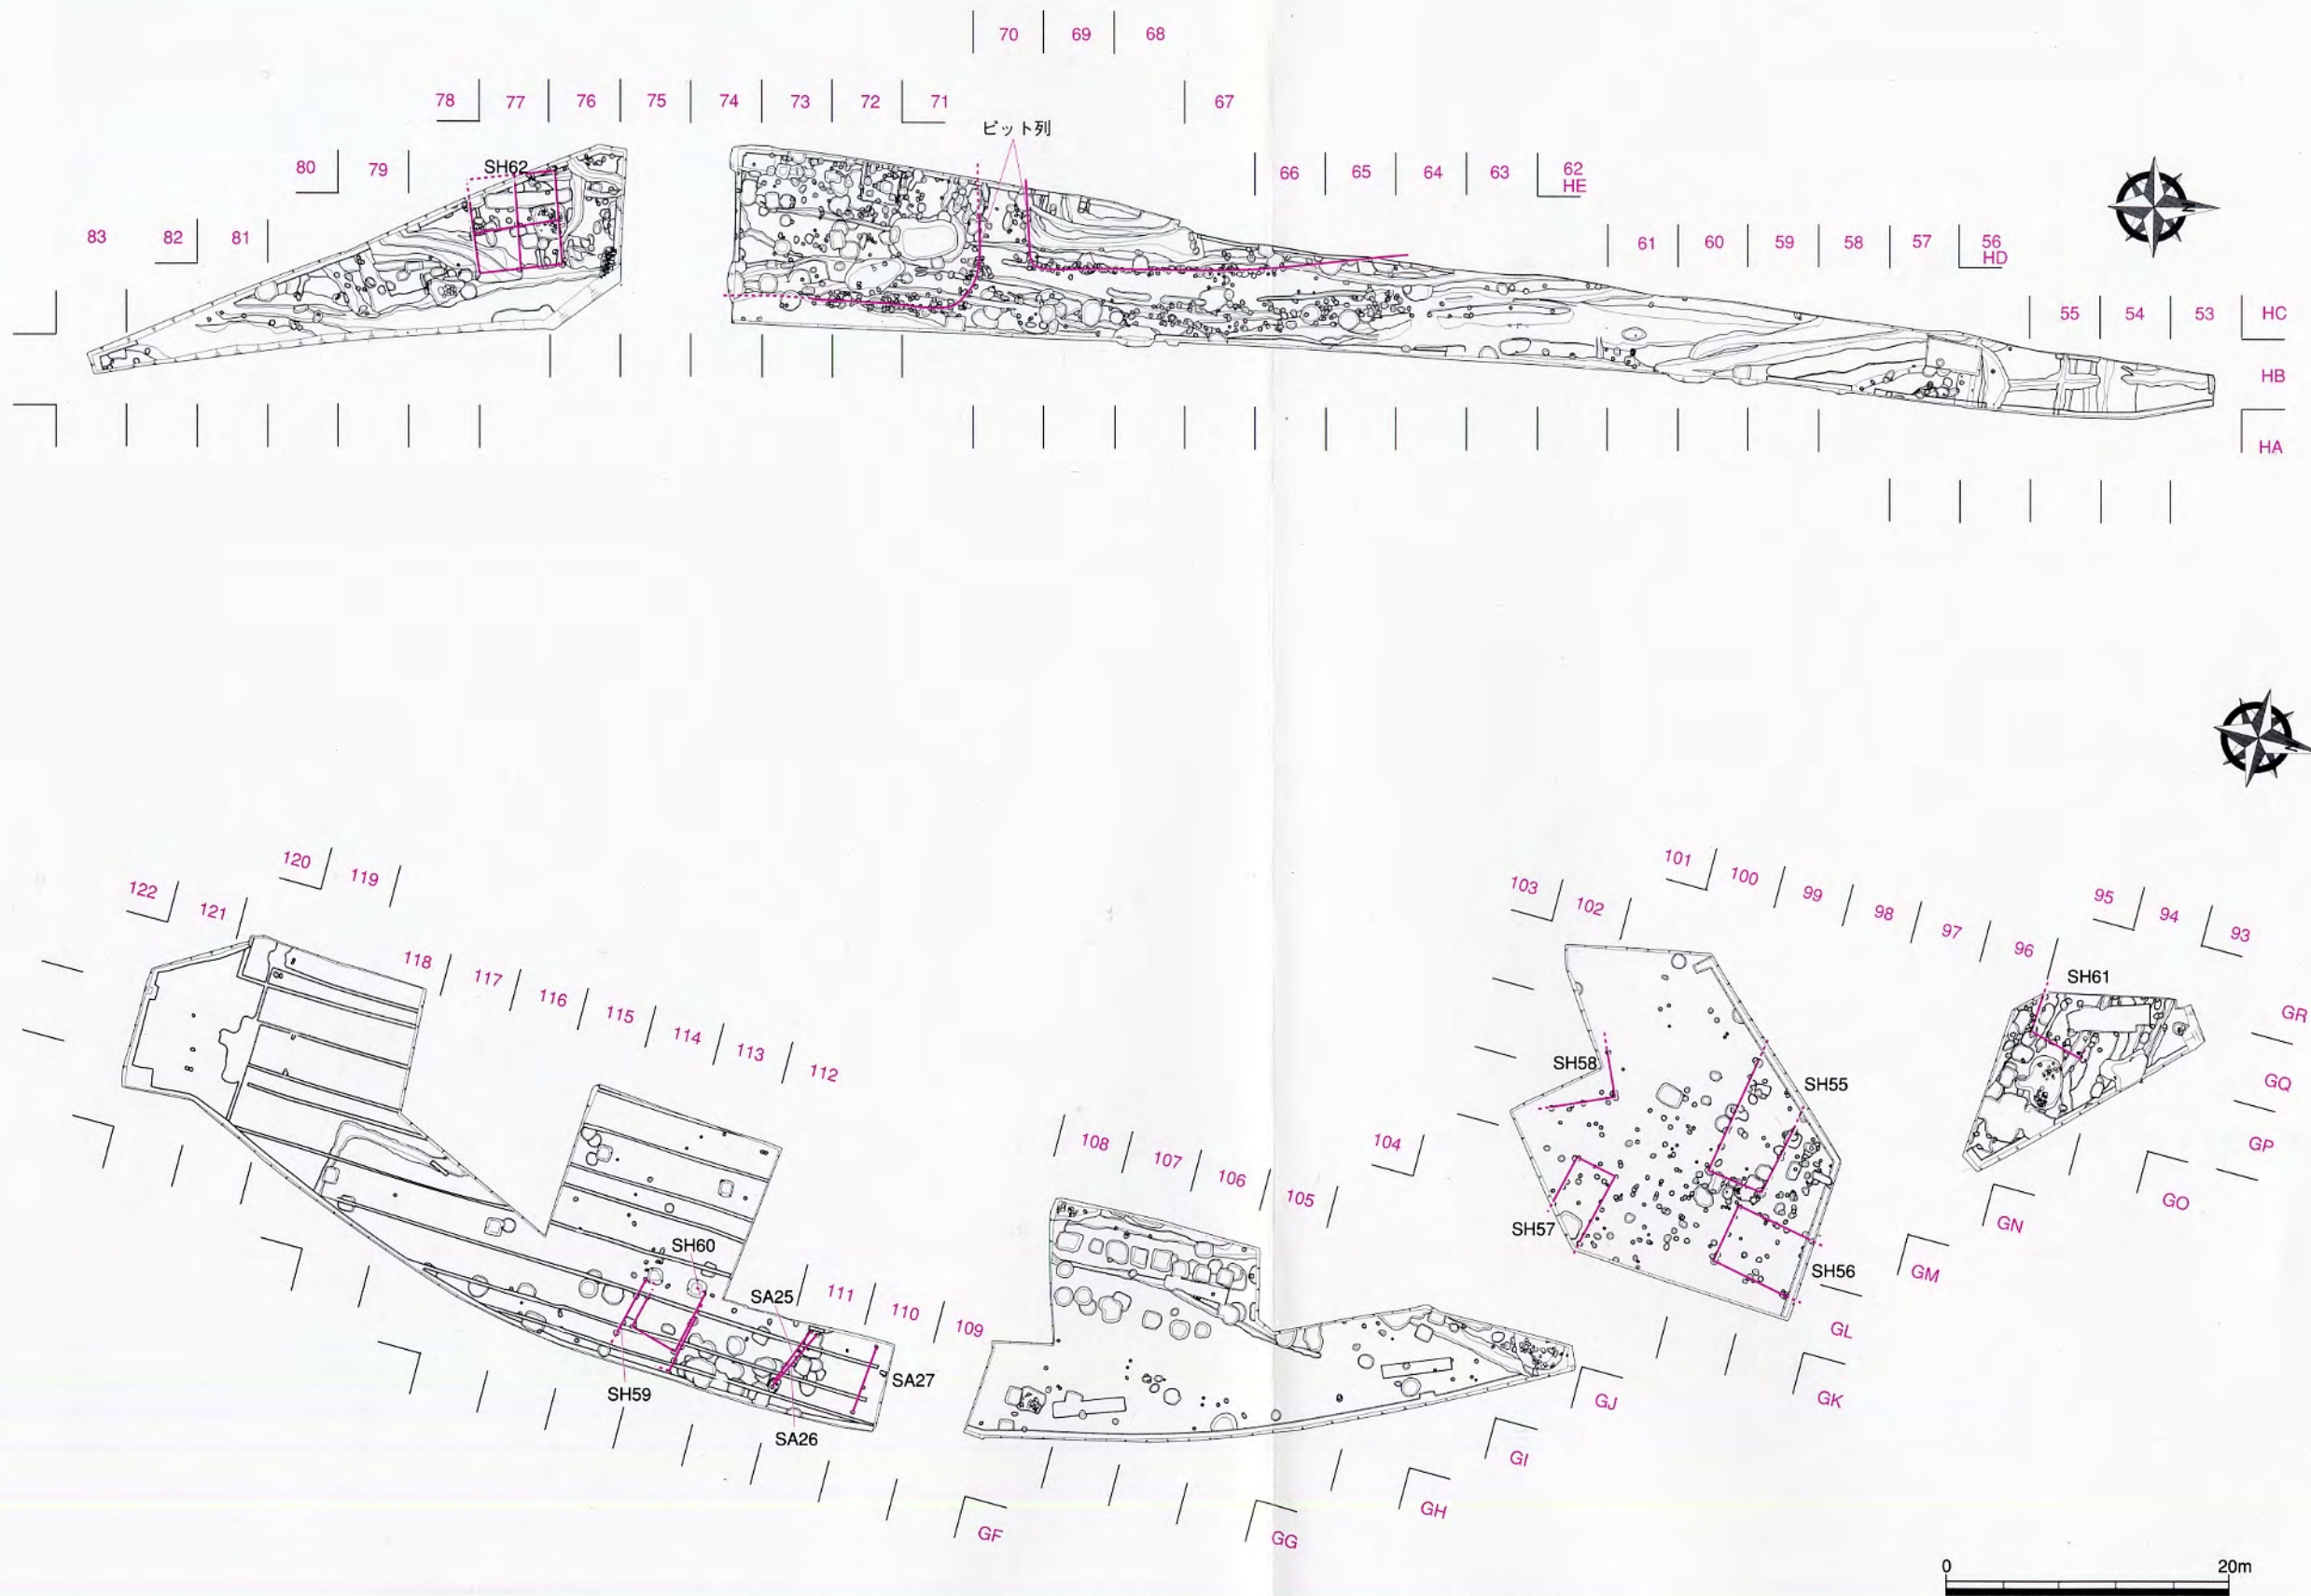 70 69 68
78 77 76 75 74 73 72 71 67
ピット列
80 79 SH62 66 65 64 63 62
HE
83 82 81 61 60 59 58 57 56
HD
55 54 53 HC
HB
HA
120 119
122 121
101 100 99 98 97 96
103 102
95 94 93
118 117 116 115 114 113 112
SH61
GR
SH58
SH55
GQ
108 107 106 105
104
GP
GO
GN
SH57
SH60
SH56
GM
SA25
111 110 109
GL
SA27
SH59
GJ
GK
SA26
GI
GH
GF
GG
0 20m